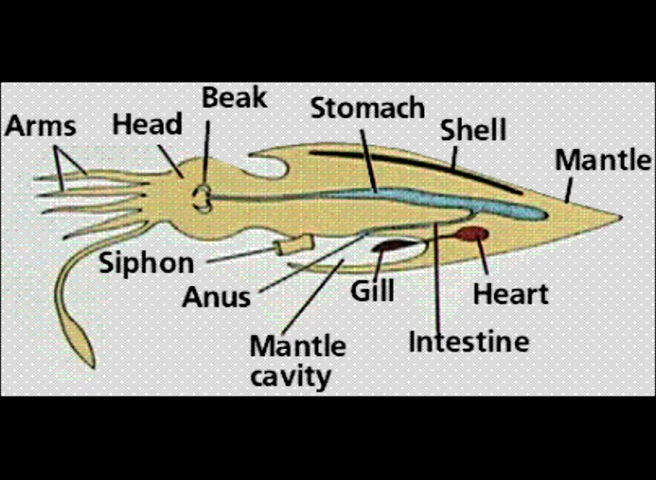 Beak
Stomach
Arms
Head
Shell
Mantle
Siphon
Anus
Gill
Heart
Mantle
cavity
Intestine